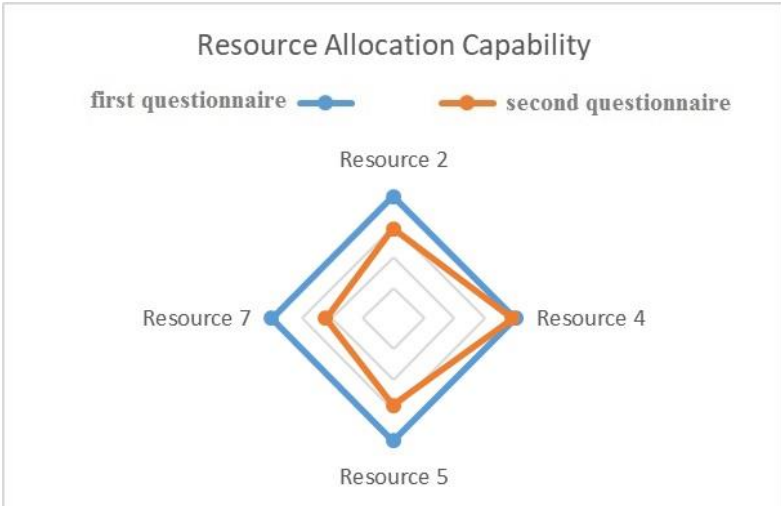 Resource Allocation Capability
first questionnaire
second questionnaire
Resource 2
Resource 7
Resource 4
Resource 5